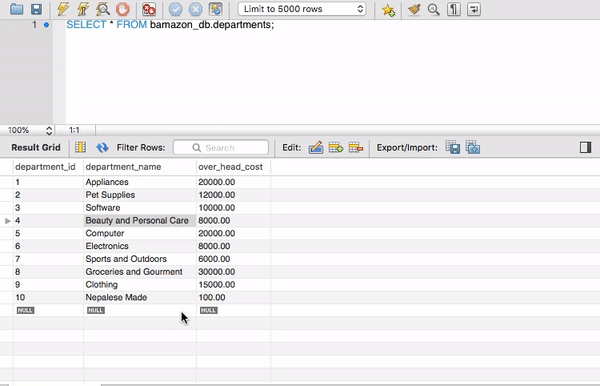 Limit to 5000 rows
1 SELECT * FROM bamazon_db.departments;
100% 1:1
Result Grid Filter Rows: Search Edit: Export/Import:
department_id department_name over_head_cost
1 Appliances 20000.00
2 Pet Supplies 12000.00
3 Software 10000.00
4 Beauty and Personal Care 8000.00
5 Computer 20000.00
6 Electronics 8000.00
7 Sports and Outdoors 6000.00
8 Groceries and Gourment 30000.00
9 Clothing 15000.00
10 Nepalese Made 100.00
NULL NULL NULL